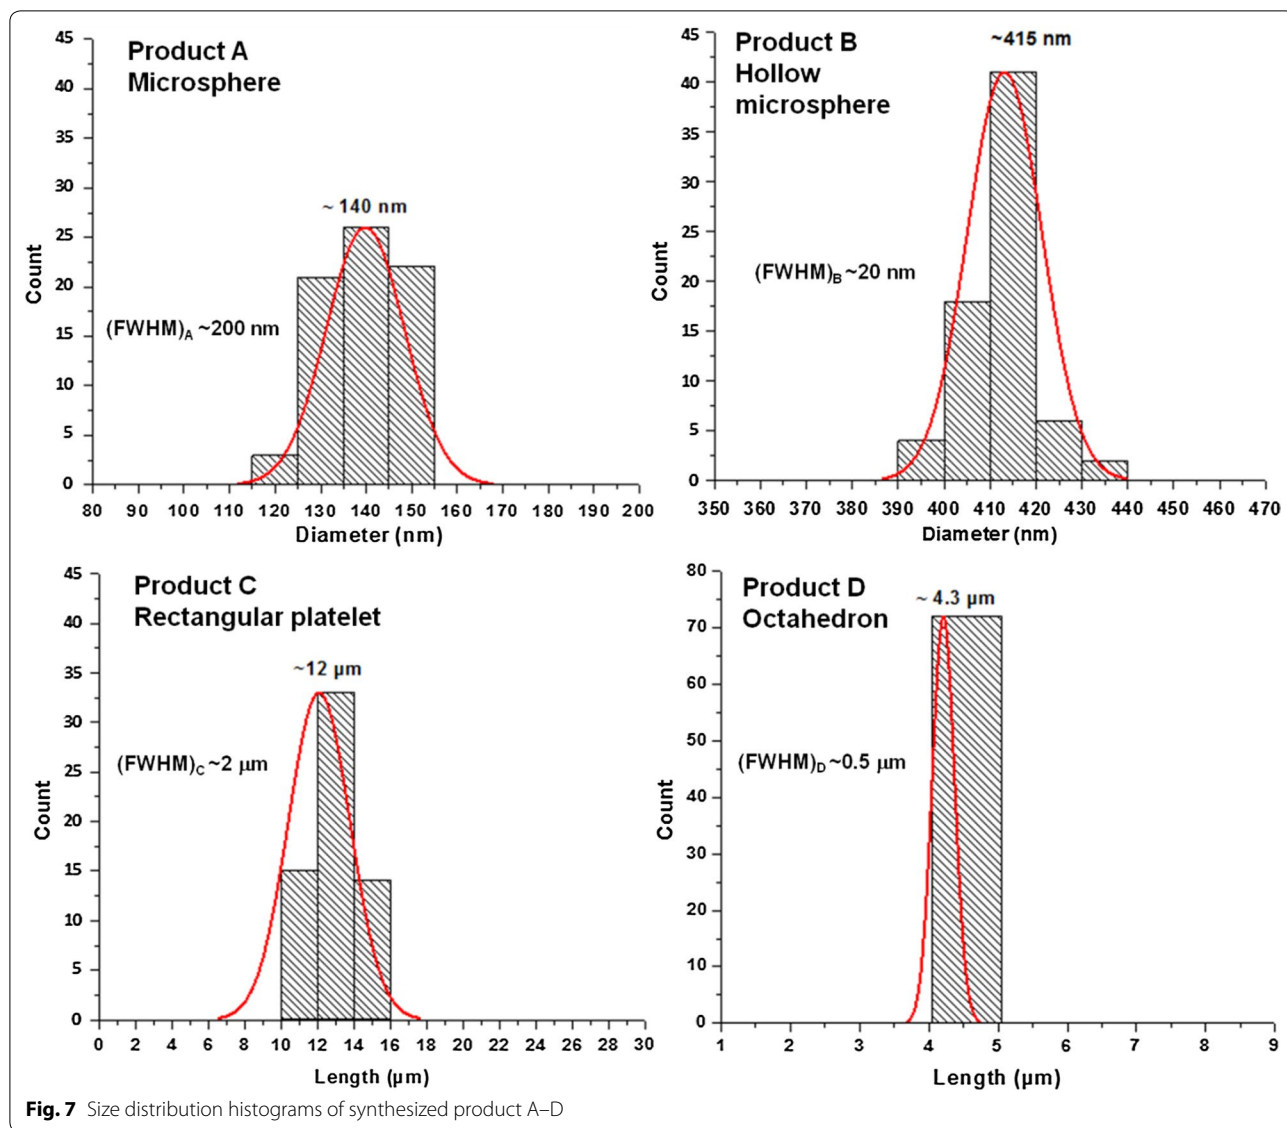 Product A
Microsphere
~ 140 nm
(FWHM)A ~200 nm
Count
45
40
35
30
25
20
15
10
5
0
80 90 100 110 120 130 140 150 160 170 180 190 200
Diameter (nm)
Product B
Hollow
microsphere
~415 nm
(FWHM)B ~20 nm
Count
45
40
35
30
25
20
15
10
5
0
350 360 370 380 390 400 410 420 430 440 450 460 470
Diameter (nm)
Product C
Rectangular platelet
~12 µm
(FWHM)C ~2 µm
Count
45
40
35
30
25
20
15
10
5
0
0 2 4 6 8 10 12 14 16 18 20 22 24 26 28 30
Length (µm)
Product D
Octahedron
~ 4.3 µm
(FWHM)D ~0.5 µm
Count
80
70
60
50
40
30
20
10
0
1 2 3 4 5 6 7 8 9
Length (µm)
Fig. 7 Size distribution histograms of synthesized product A–D